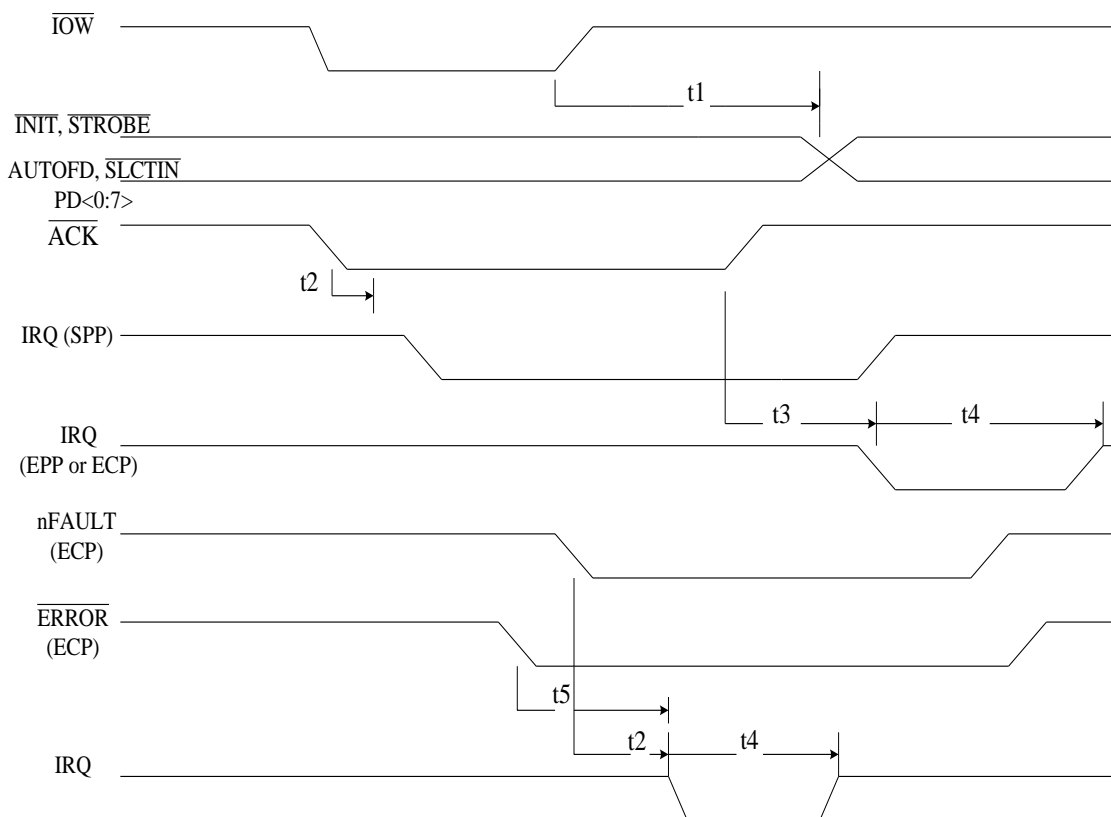 IOW
t1
INIT, STROBE
AUTOFD, SLCTIN
PD<0:7>
ACK
t2
IRQ (SPP)
t3
t4
IRQ
(EPP or ECP)
nFAULT
(ECP)
ERROR
(ECP)
t5
t2
t4
IRQ